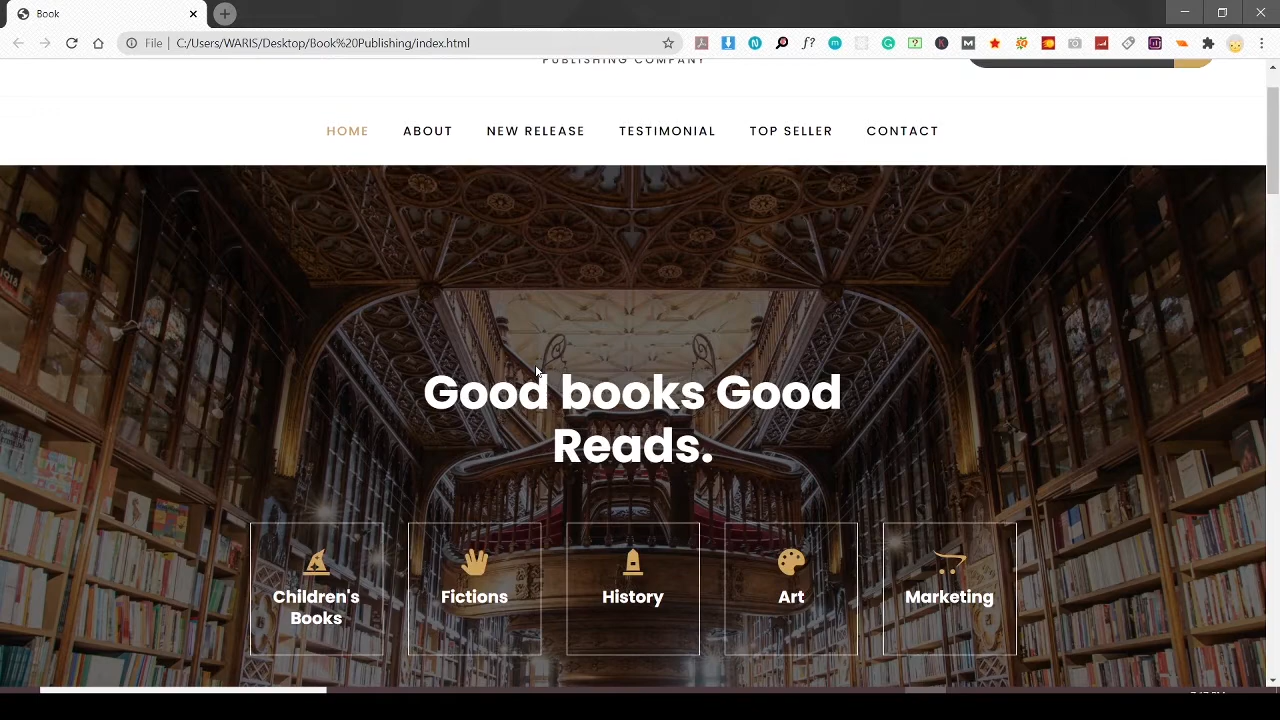 Book
File
C:/Users/WARIS/Desktop/Book%20Publishing/index.html
PUBLISHING COMPANY
HOME ABOUT NEW RELEASE TESTIMONIAL TOP SELLER CONTACT
Good books Good
Reads.
Children's
Books
Fictions
History
Art
Marketing